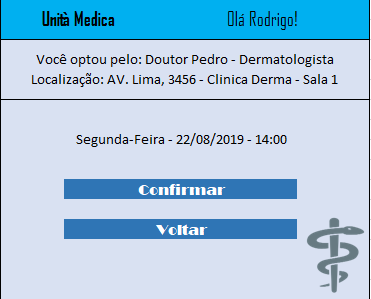 Unità Medica Olá Rodrigo!
Você optou pelo: Doutor Pedro - Dermatologista
Localização: AV. Lima, 3456 - Clinica Derma - Sala 1
Segunda-Feira - 22/08/2019 - 14:00
Confirmar
Voltar